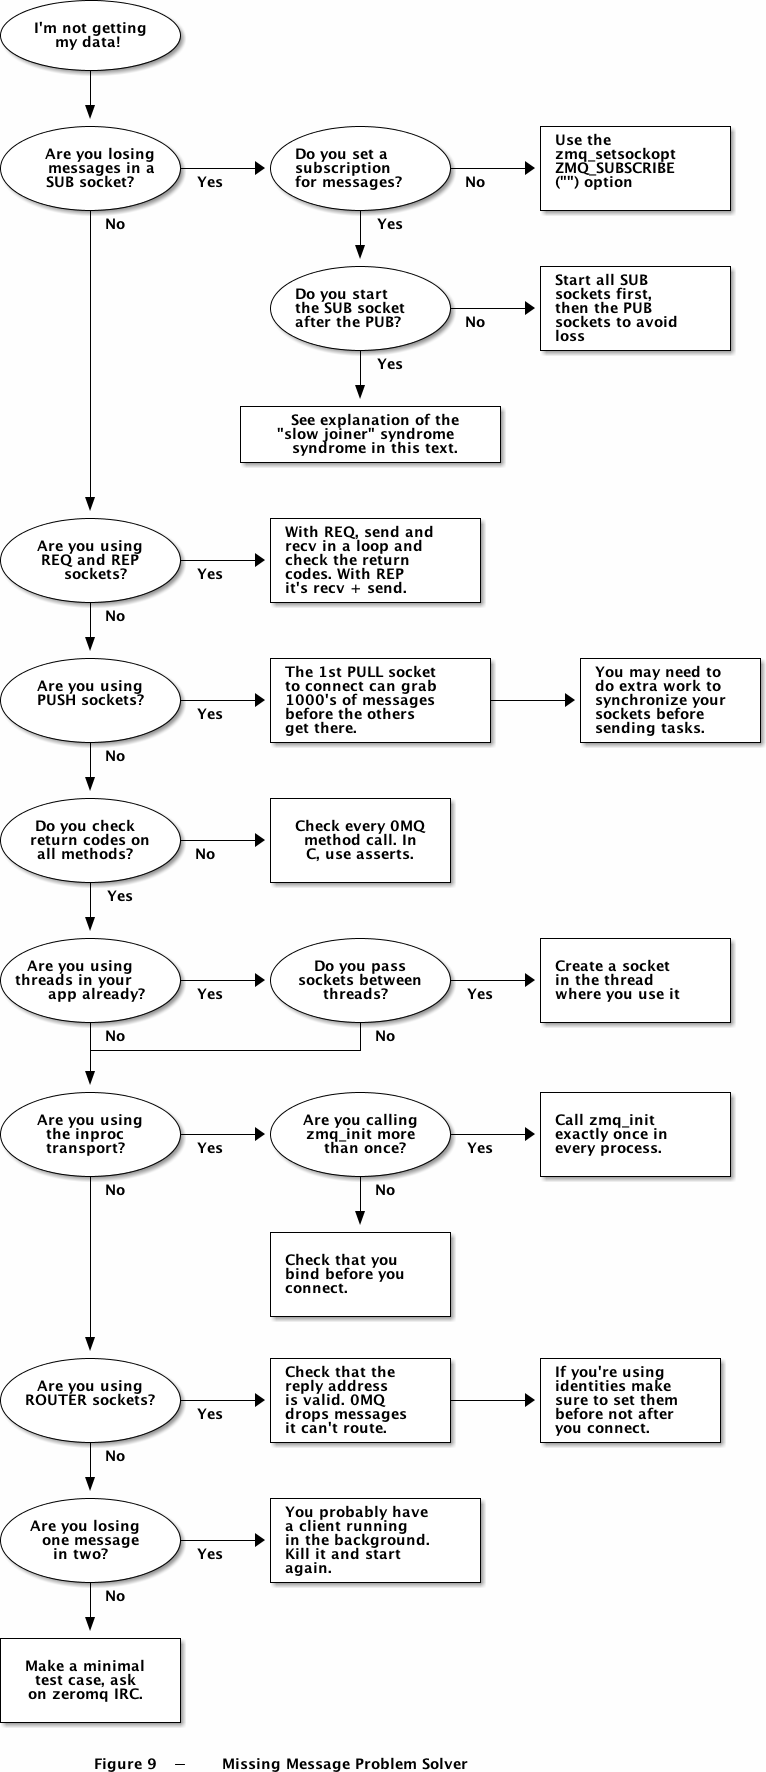 I'm not getting
my data!
Are you losing
messages in a
SUB socket?
Yes
No
Do you set a
subscription
for messages?
No
Yes
Use the
zmq_setsockopt
ZMQ_SUBSCRIBE
("") option
Do you start
the SUB socket
after the PUB?
No
Yes
Start all SUB
sockets first,
then the PUB
sockets to avoid
loss
See explanation of the
"slow joiner" syndrome
syndrome in this text.
Are you using
REQ and REP
sockets?
Yes
No
With REQ, send and
recv in a loop and
check the return
codes. With REP
it's recv + send.
Are you using
PUSH sockets?
Yes
No
The 1st PULL socket
to connect can grab
1000's of messages
before the others
get there.
You may need to
do extra work to
synchronize your
sockets before
sending tasks.
Do you check
return codes on
all methods?
No
Yes
Check every 0MQ
method call. In
C, use asserts.
Are you using
threads in your
app already?
Yes
No
Do you pass
sockets between
threads?
Yes
No
Create a socket
in the thread
where you use it
Are you using
the inproc
transport?
Yes
No
Are you calling
zmq_init more
than once?
Yes
No
Call zmq_init
exactly once in
every process.
Check that you
bind before you
connect.
Are you using
ROUTER sockets?
Yes
No
Check that the
reply address
is valid. 0MQ
drops messages
it can't route.
If you're using
identities make
sure to set them
before not after
you connect.
Are you losing
one message
in two?
Yes
No
You probably have
a client running
in the background.
Kill it and start
again.
Make a minimal
test case, ask
on zeromq IRC.
Figure 9 — Missing Message Problem Solver